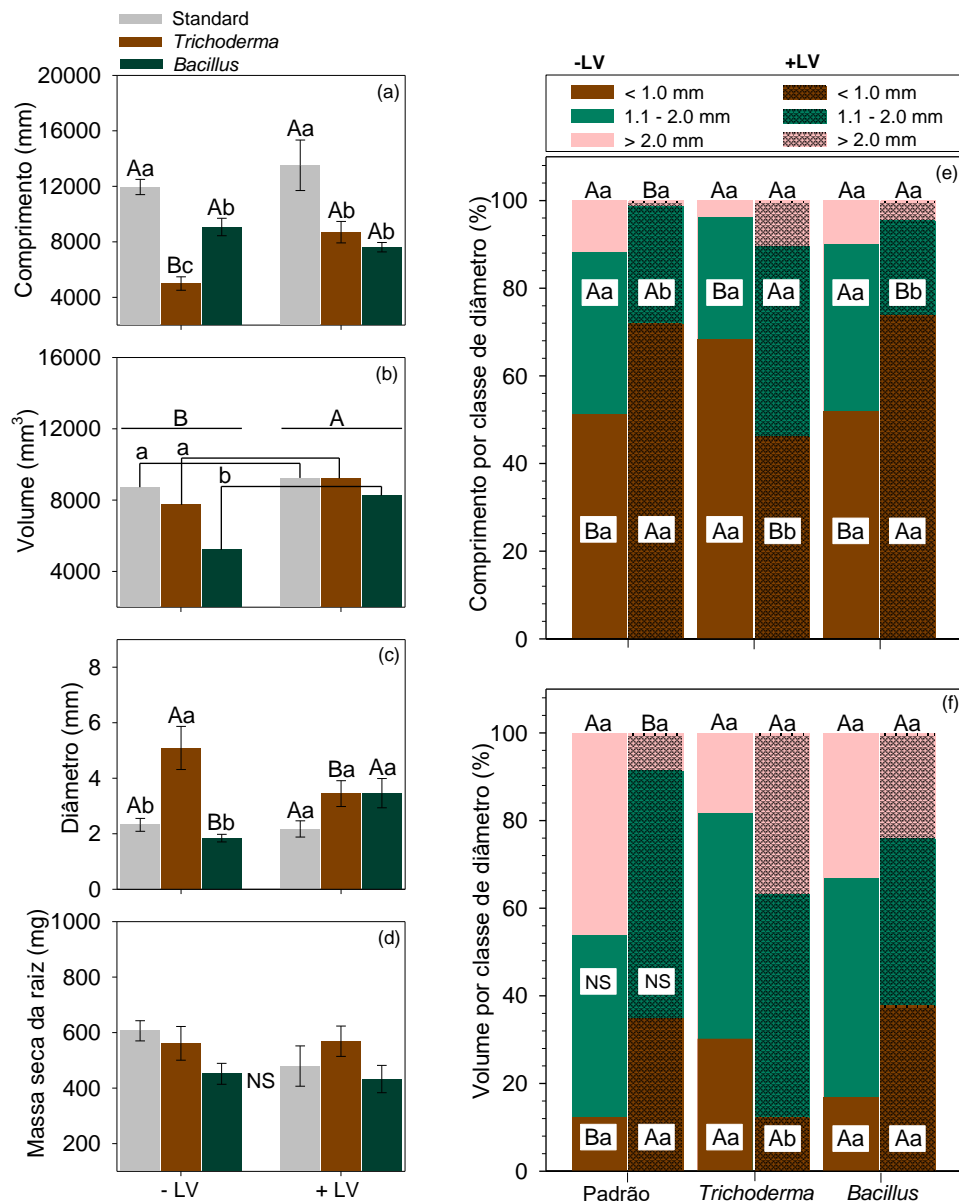 Standard
Trichoderma
Bacillus
(a)
Comprimento (mm)
20000
16000
12000
8000
4000
Aa
Bc
Ab
Aa
Ab
Ab
(b)
Volume (mm³)
16000
12000
8000
4000
B
A
a
a
b
(c)
Diâmetro (mm)
8
6
4
2
0
Ab
Aa
Bb
Aa
Ba
Aa
(d)
Massa seca da raiz (mg)
1000
800
600
400
200
NS
- LV
+ LV
-LV
+LV
< 1.0 mm
< 1.0 mm
1.1 - 2.0 mm
1.1 - 2.0 mm
> 2.0 mm
> 2.0 mm
(e)
Comprimento por classe de diâmetro (%)
100
80
60
40
20
0
Aa Ba Aa Aa Aa Aa
Aa Ab Ba Aa Aa Bb
Ba Aa Aa Bb Ba Aa
(f)
Volume por classe de diâmetro (%)
100
80
60
40
20
0
Aa Ba Aa Aa Aa Aa
NS NS
Ba Aa Aa Ab Aa Aa
Padrão
Trichoderma
Bacillus